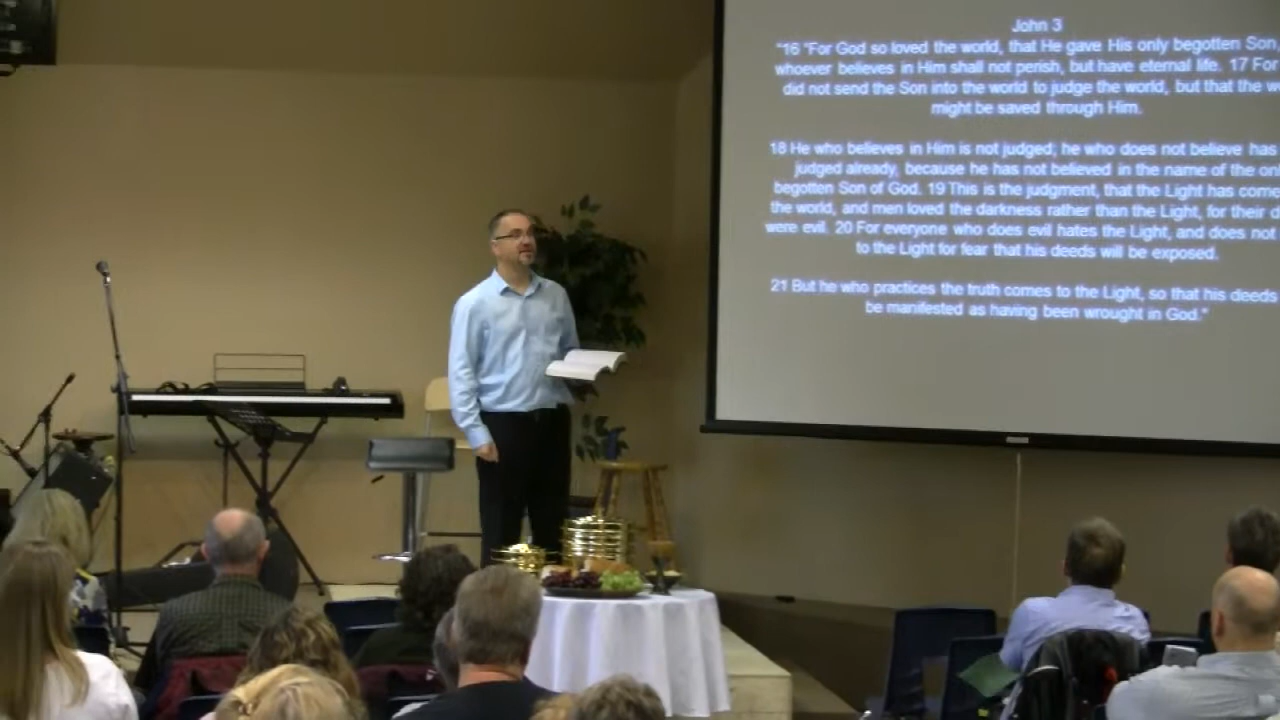 John 3
"16 "For God so loved the world, that He gave His only begotten Son,
whoever believes in Him shall not perish, but have eternal life. 17 For
did not send the Son into the world to judge the world, but that the
might be saved through Him.
18 He who believes in Him is not judged; he who does not believe has
judged already, because he has not believed in the name of the
begotten Son of God. 19 This is the judgment, that the Light has come
the world, and men loved the darkness rather than the Light, for their
were evil. 20 For everyone who does evil hates the Light, and does not
to the Light for fear that his deeds will be exposed.
21 But he who practices the truth comes to the Light, so that his deeds
be manifested as having been wrought in God."